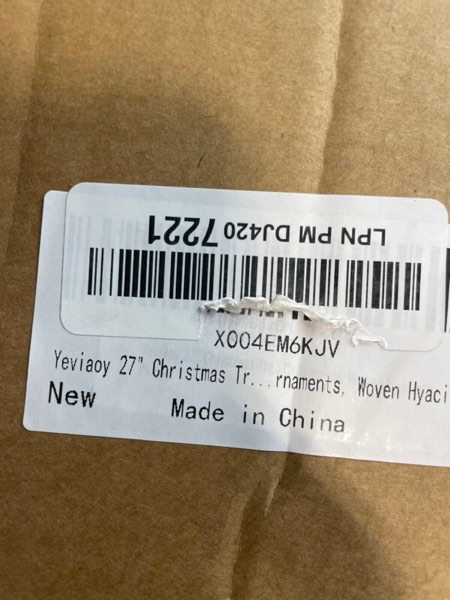 LPN PM DJ420 7221
X004EM6KJV
Yeviaoy 27" Christmas Tr...rnaments, Woven Hyaci
New
Made in China